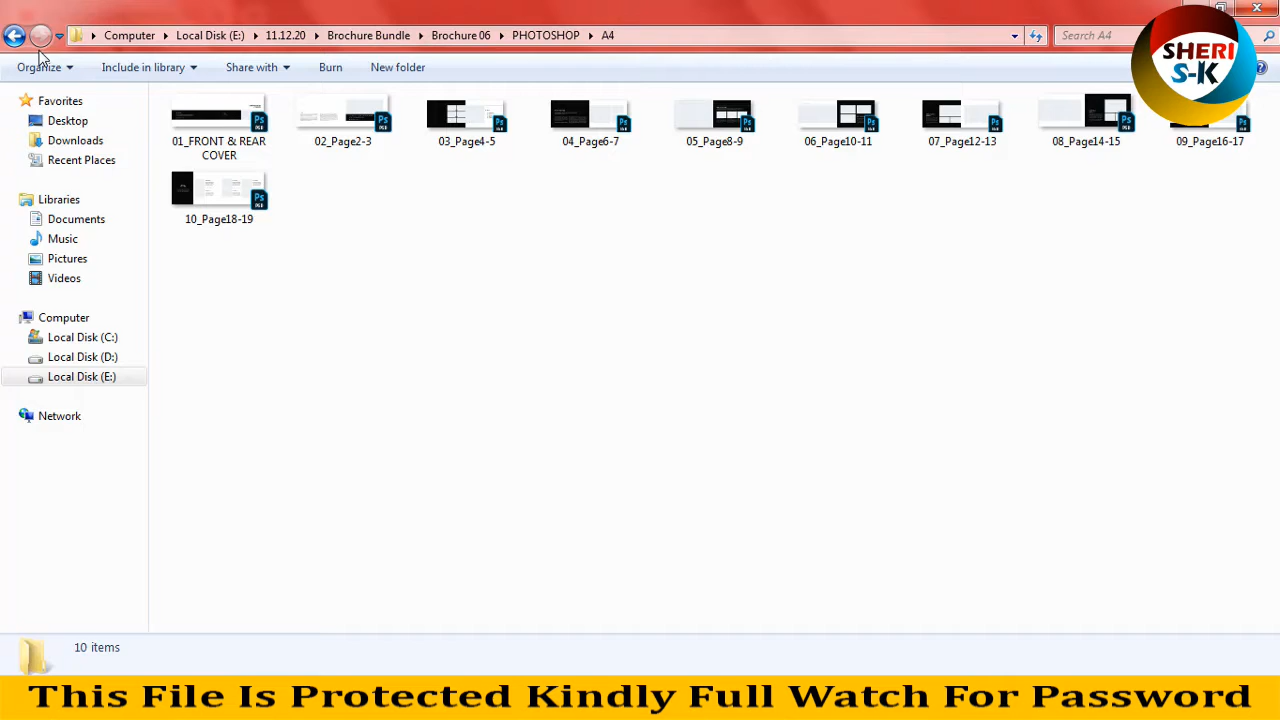 Computer Local Disk (E:) 11.12.20 Brochure Bundle Brochure 06 PHOTOSHOP A4
Search A4
Organize Include in library Share with Burn New folder
SHERI
S-K
Favorites
Desktop
Downloads
Recent Places
Libraries
Documents
Music
Pictures
Videos
Computer
Local Disk (C:)
Local Disk (D:)
Local Disk (E:)
Network
01_FRONT & REAR
COVER
02_Page2-3
03_Page4-5
04_Page6-7
05_Page8-9
06_Page10-11
07_Page12-13
08_Page14-15
09_Page16-17
10_Page18-19
10 items
This File Is Protected Kindly Full Watch For Password